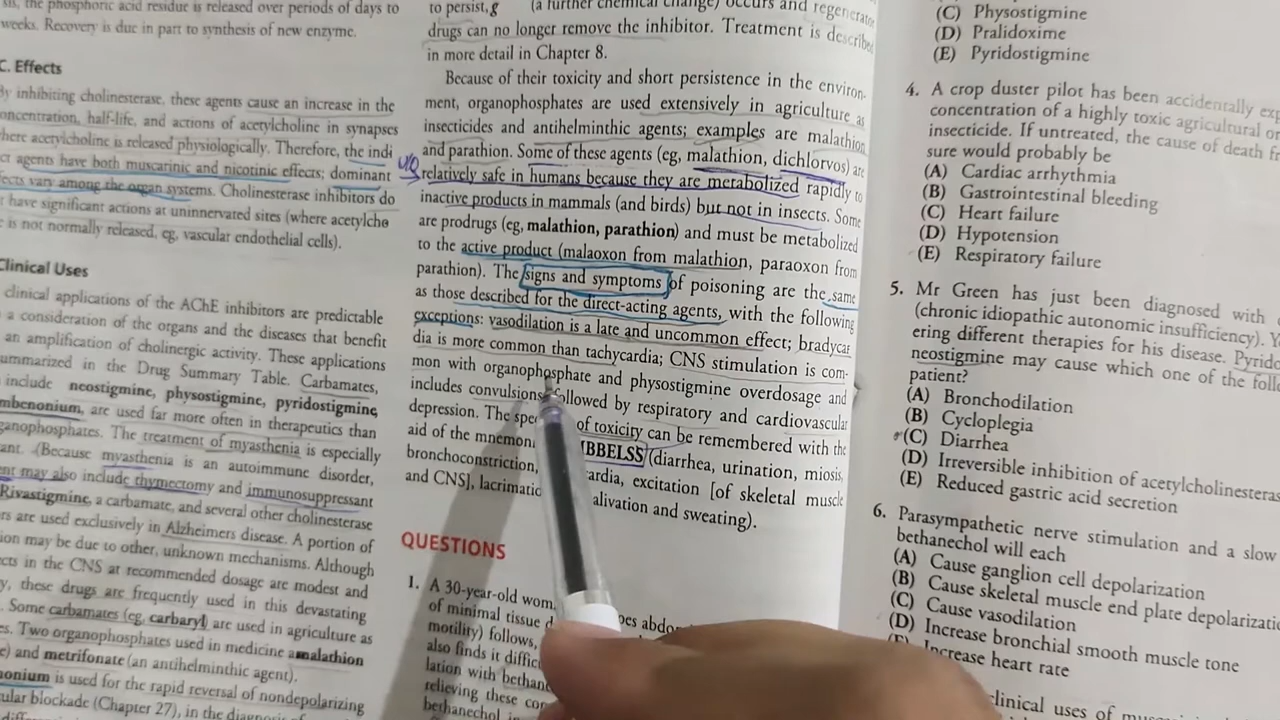 sis, the phosphoric acid residue is released over periods of days to
weeks. Recovery is due in part to synthesis of new enzyme.
C. Effects
By inhibiting cholinesterase, these agents cause an increase in the
concentration, half-life, and actions of acetylcholine in synapses
where acetylcholine is released physiologically. Therefore, the indi
ct agents have both muscarinic and nicotinic effects; dominant
fects vary among the organ systems. Cholinesterase inhibitors do
have significant actions at uninnervated sites (where acetylcho
e is not normally released, eg, vascular endothelial cells).
Clinical Uses
clinical applications of the AChE inhibitors are predictable
a consideration of the organs and the diseases that benefit
an amplification of cholinergic activity. These applications
summarized in the Drug Summary Table. Carbamates,
include neostigmine, physostigmine, pyridostigmine,
mbenonium, are used far more often in therapeutics than
ganophosphates. The treatment of myasthenia is especially
ant. (Because myasthenia is an autoimmune disorder,
ent may also include thymectomy and immunosuppressant
Rivastigmine, a carbamate, and several other cholinesterase
rs are used exclusively in Alzheimers disease. A portion of
ion may be due to other, unknown mechanisms. Although
ects in the CNS at recommended dosage are modest and
y, these drugs are frequently used in this devastating
. Some carbamates (eg, carbaryl) are used in agriculture as
es. Two organophosphates used in medicine amalathion
e) and metrifonate (an antihelminthic agent).
onium is used for the rapid reversal of nondepolarizing
ular blockade (Chapter 27), in the diagnosis of
to persist,g (a further chemical change) occurs and regenerator
drugs can no longer remove the inhibitor. Treatment is described
in more detail in Chapter 8.
Because of their toxicity and short persistence in the environ-
ment, organophosphates are used extensively in agriculture as
insecticides and antihelminthic agents; examples are malathion
and parathion. Some of these agents (eg, malathion, dichlorvos) are
relatively safe in humans because they are metabolized rapidly to
inactive products in mammals (and birds) but not in insects. Some
are prodrugs (eg, malathion, parathion) and must be metabolized
to the active product (malaoxon from malathion, paraoxon from
parathion). The signs and symptoms of poisoning are the same
as those described for the direct-acting agents, with the following
exceptions: vasodilation is a late and uncommon effect; bradycar
dia is more common than tachycardia; CNS stimulation is com-
mon with organophosphate and physostigmine overdosage and
includes convulsions followed by respiratory and cardiovascular
depression. The spec of toxicity can be remembered with the
aid of the mnemon BBELSS (diarrhea, urination, miosis,
bronchoconstriction, ardia, excitation [of skeletal muscle
and CNS], lacrimatio alivation and sweating).
QUESTIONS
1. A 30-year-old wom
of minimal tissue d
motility) follows,
also finds it diffic
lation with bethan
relieving these con
bethanechol in
(C) Physostigmine
(D) Pralidoxime
(E) Pyridostigmine
4. A crop duster pilot has been accidentally exp
concentration of a highly toxic agricultural or
insecticide. If untreated, the cause of death fr
sure would probably be
(A) Cardiac arrhythmia
(B) Gastrointestinal bleeding
(C) Heart failure
(D) Hypotension
(E) Respiratory failure
5. Mr Green has just been diagnosed with
(chronic idiopathic autonomic insufficiency). Y
ering different therapies for his disease. Pyrido
neostigmine may cause which one of the foll
patient?
(A) Bronchodilation
(B) Cycloplegia
(C) Diarrhea
(D) Irreversible inhibition of acetylcholinesteras
(E) Reduced gastric acid secretion
6. Parasympathetic nerve stimulation and a slow
bethanechol will each
(A) Cause ganglion cell depolarization
(B) Cause skeletal muscle end plate depolarizatio
(C) Cause vasodilation
(D) Increase bronchial smooth muscle tone
Increase heart rate
linical uses of